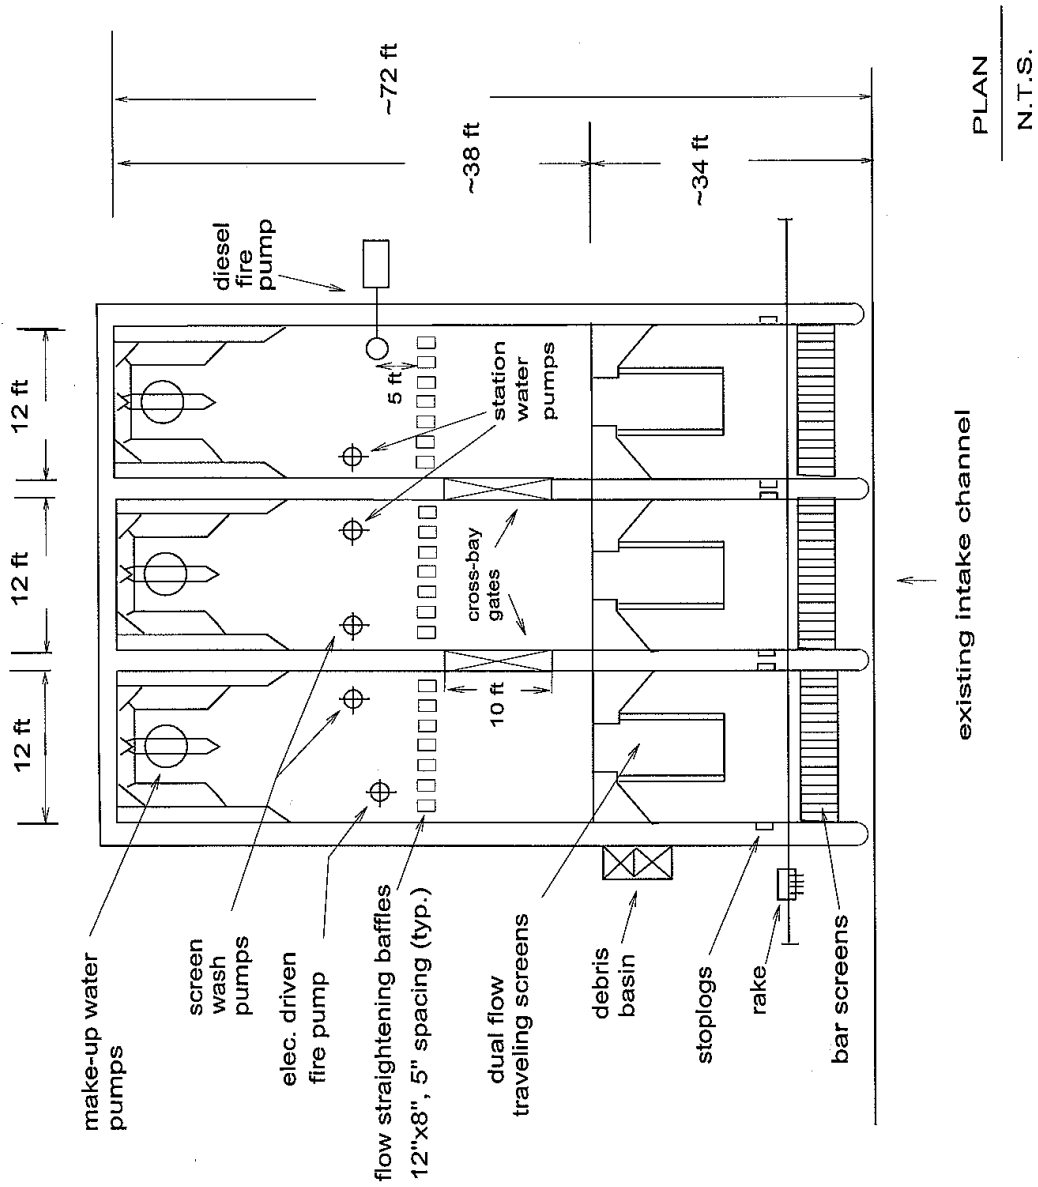 12 ft
12 ft
12 ft
~72 ft
~38 ft
~34 ft
diesel
fire
pump
5 ft
station
water
pumps
cross-bay
gates
10 ft
make-up water
pumps
screen
wash
pumps
elec. driven
fire pump
flow straightening baffles
12"x8", 5" spacing (typ.)
dual flow
traveling screens
debris
basin
stoplogs
rake
bar screens
existing intake channel
PLAN
N.T.S.